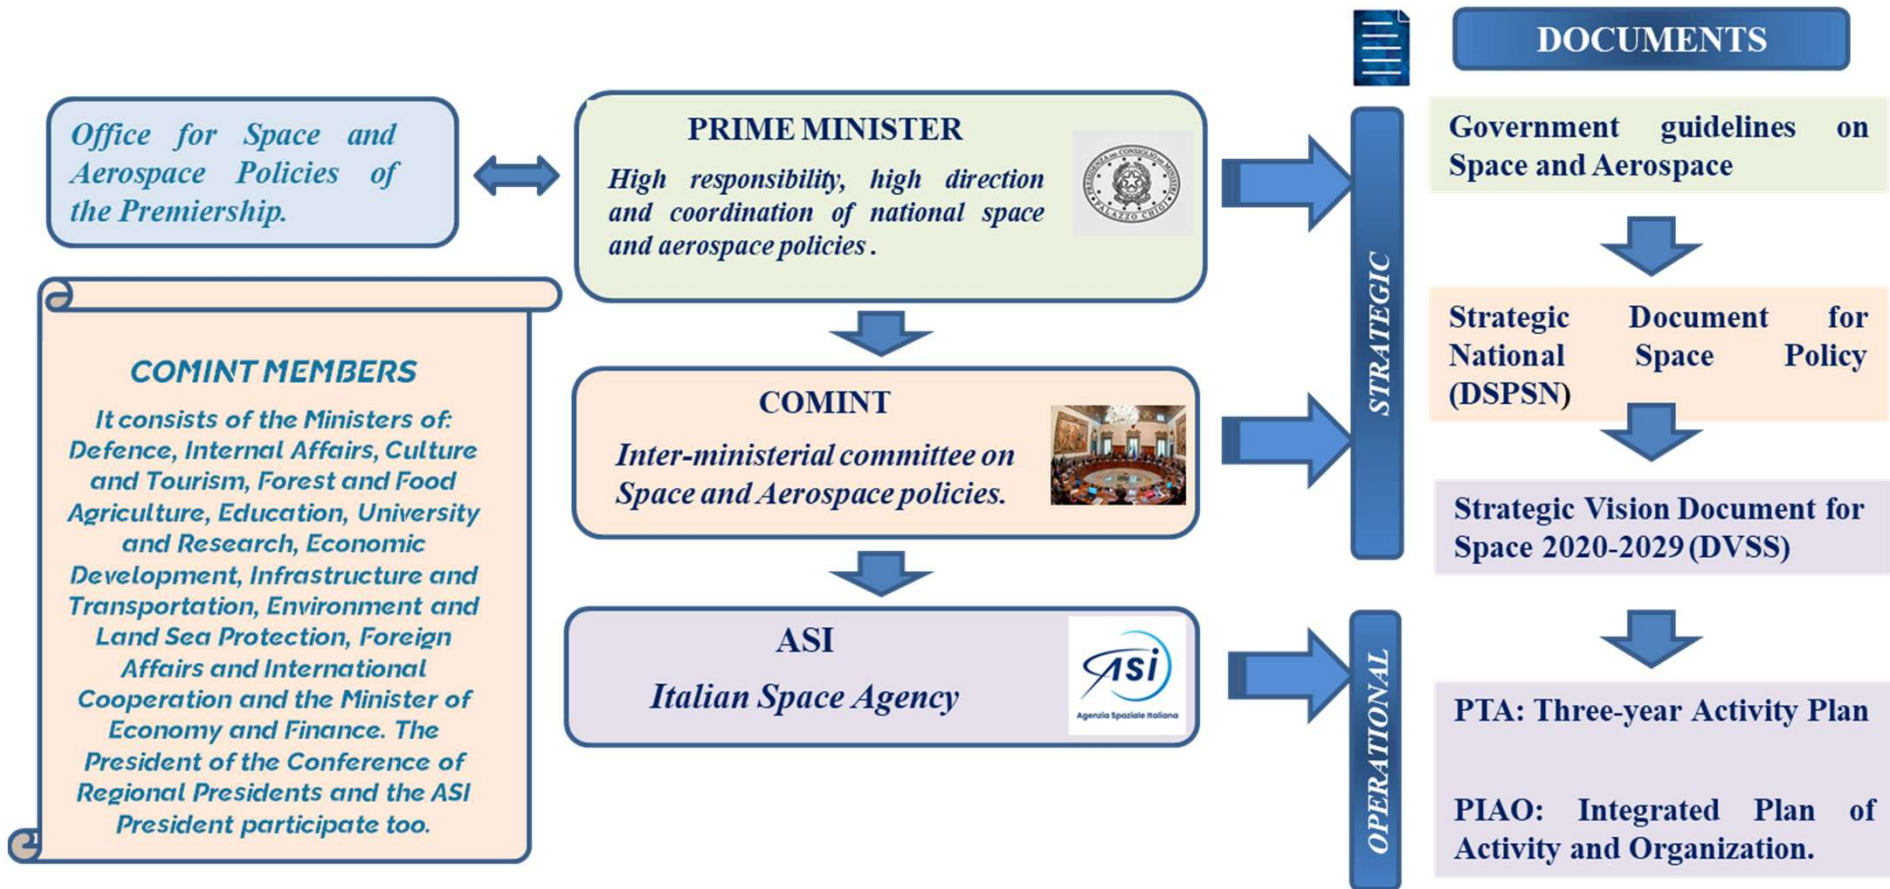 DOCUMENTS
Office for Space and
Aerospace Policies of
the Premiership.
PRIME MINISTER
High responsibility, high direction
and coordination of national space
and aerospace policies .
PRESIDENZA DEL CONSIGLIO DEI MINISTRI
PALAZZO CHIGI
STRATEGIC
Government guidelines on
Space and Aerospace
Strategic Document for
National Space Policy
(DSPSN)
COMINT MEMBERS
It consists of the Ministers of:
Defence, Internal Affairs, Culture
and Tourism, Forest and Food
Agriculture, Education, University
and Research, Economic
Development, Infrastructure and
Transportation, Environment and
Land Sea Protection, Foreign
Affairs and International
Cooperation and the Minister of
Economy and Finance. The
President of the Conference of
Regional Presidents and the ASI
President participate too.
COMINT
Inter-ministerial committee on
Space and Aerospace policies.
Strategic Vision Document for
Space 2020-2029 (DVSS)
ASI
Italian Space Agency
ASI
Agenzia Spaziale Italiana
OPERATIONAL
PTA: Three-year Activity Plan
PIAO: Integrated Plan of
Activity and Organization.